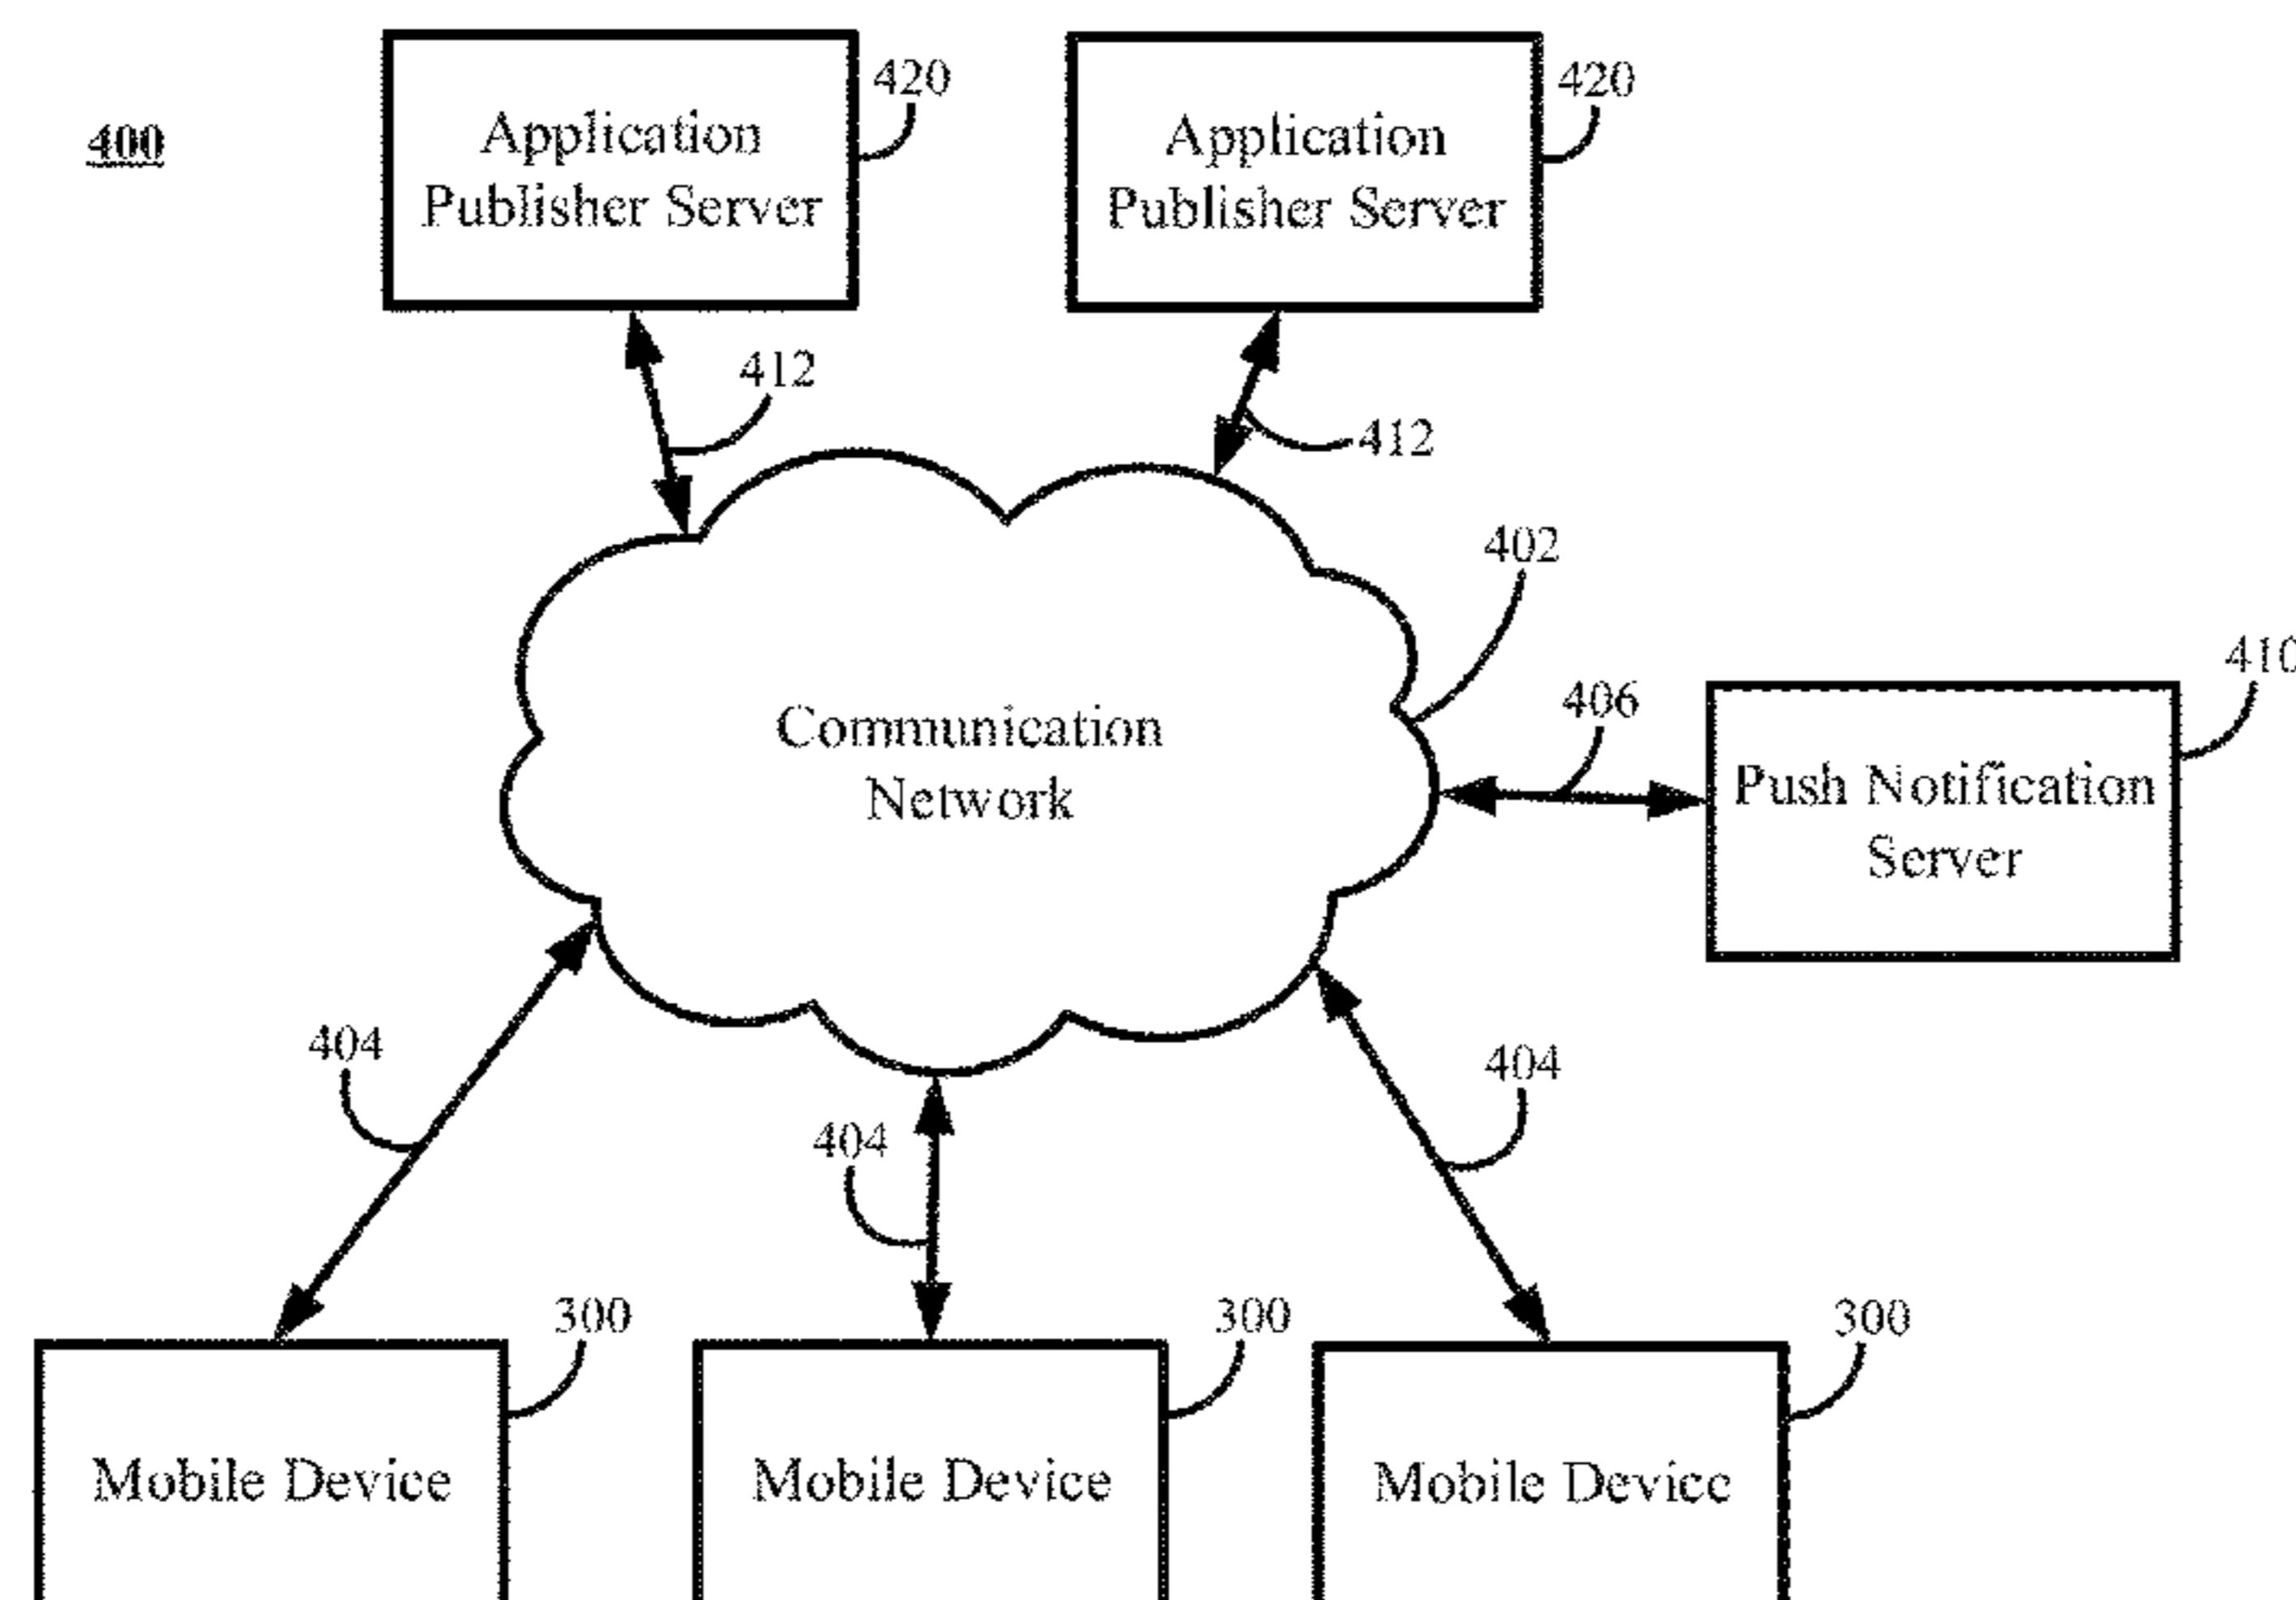 400
Application
Publisher Server
420
Application
Publisher Server
420
412
412
402
Communication
Network
406
410
Push Notification
Server
404
404
404
300
300
300
Mobile Device
Mobile Device
Mobile Device